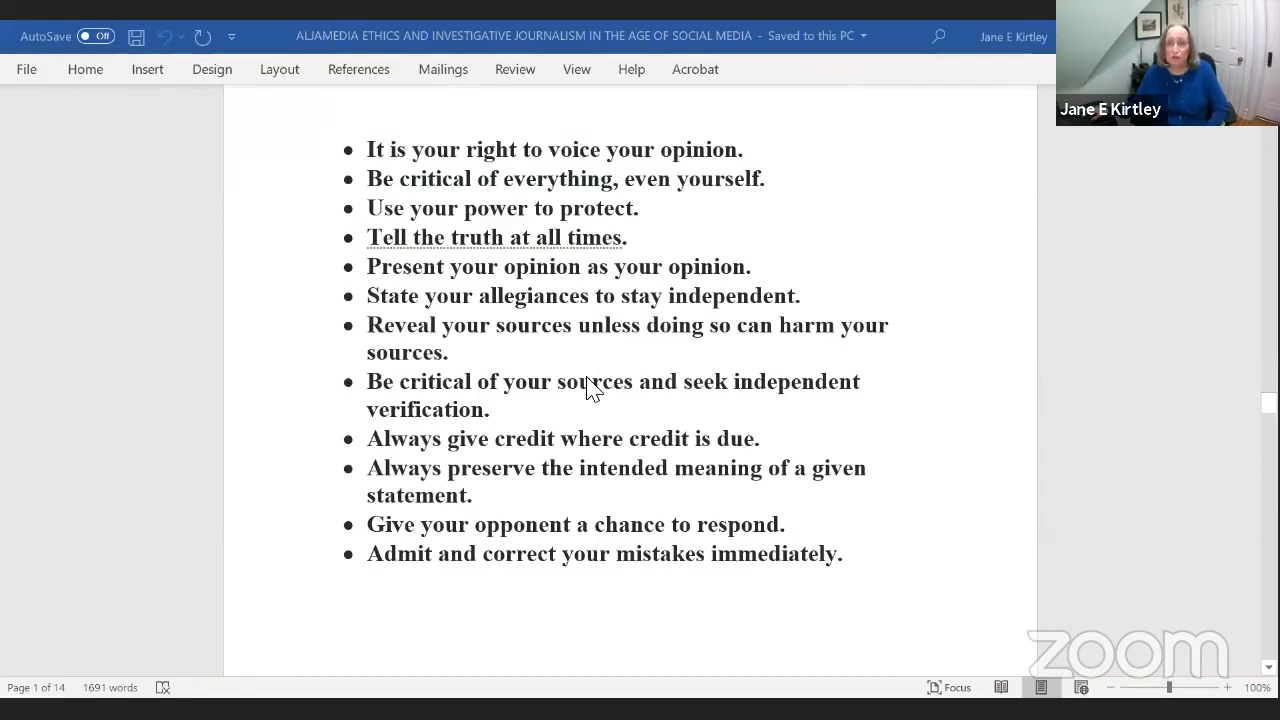 AutoSave Off ALJAMEDIA ETHICS AND INVESTIGATIVE JOURNALISM IN THE AGE OF SOCIAL MEDIA - Saved to this PC Jane E Kirtley
File Home Insert Design Layout References Mailings Review View Help Acrobat
Jane E Kirtley
• It is your right to voice your opinion.
• Be critical of everything, even yourself.
• Use your power to protect.
• Tell the truth at all times.
• Present your opinion as your opinion.
• State your allegiances to stay independent.
• Reveal your sources unless doing so can harm your
sources.
• Be critical of your sources and seek independent
verification.
• Always give credit where credit is due.
• Always preserve the intended meaning of a given
statement.
• Give your opponent a chance to respond.
• Admit and correct your mistakes immediately.
zoom
Page 1 of 14 1691 words Focus 100%